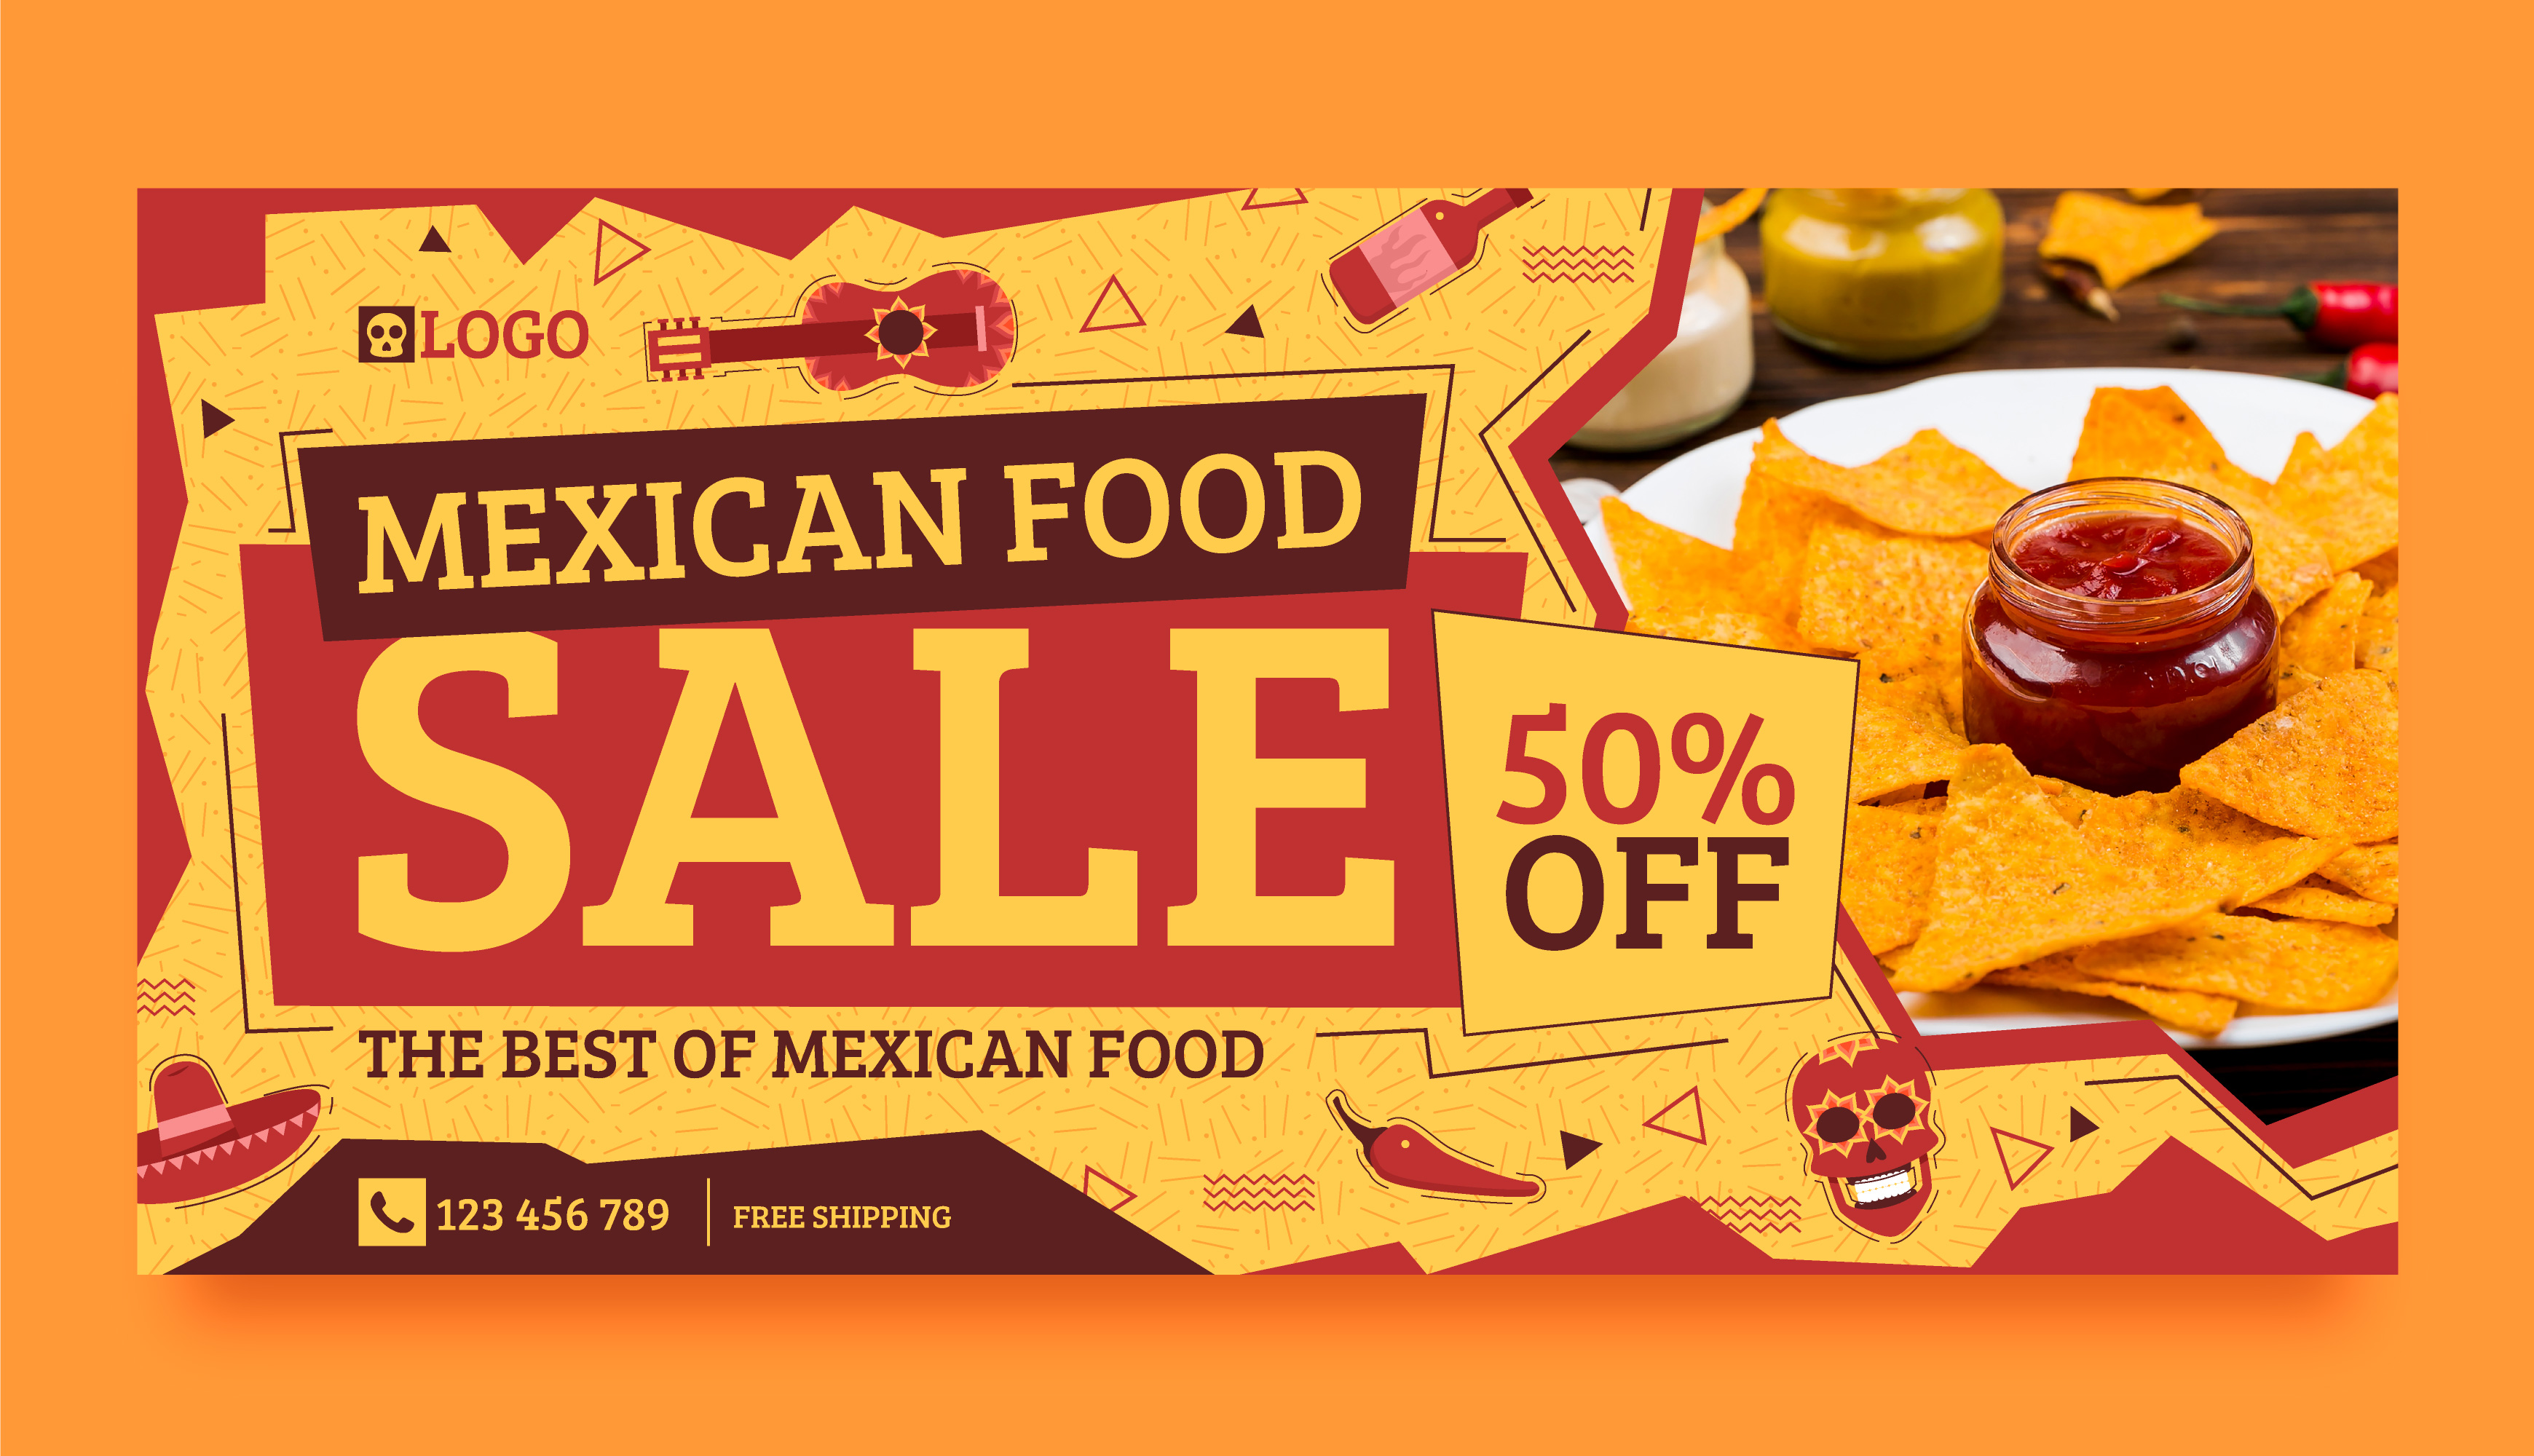 LOGO
MEXICAN FOOD
SALE
50%
OFF
THE BEST OF MEXICAN FOOD
123 456 789
FREE SHIPPING